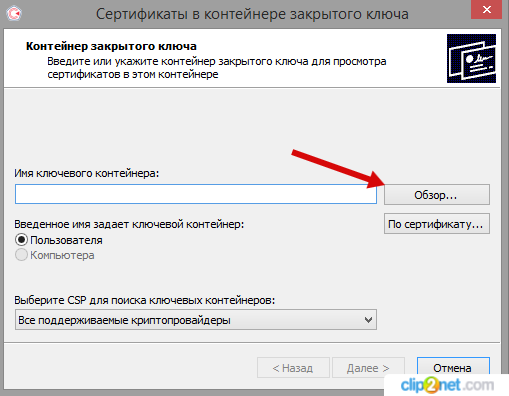 Сертификаты в контейнере закрытого ключа
Контейнер закрытого ключа
Введите или укажите контейнер закрытого ключа для просмотра
сертификатов в этом контейнере
Имя ключевого контейнера:
Обзор...
Введенное имя задает ключевой контейнер:
По сертификату...
Пользователя
Компьютера
Выберите CSP для поиска ключевых контейнеров:
Все поддерживаемые криптопровайдеры
< Назад
Далее >
Отмена
clip2net.com